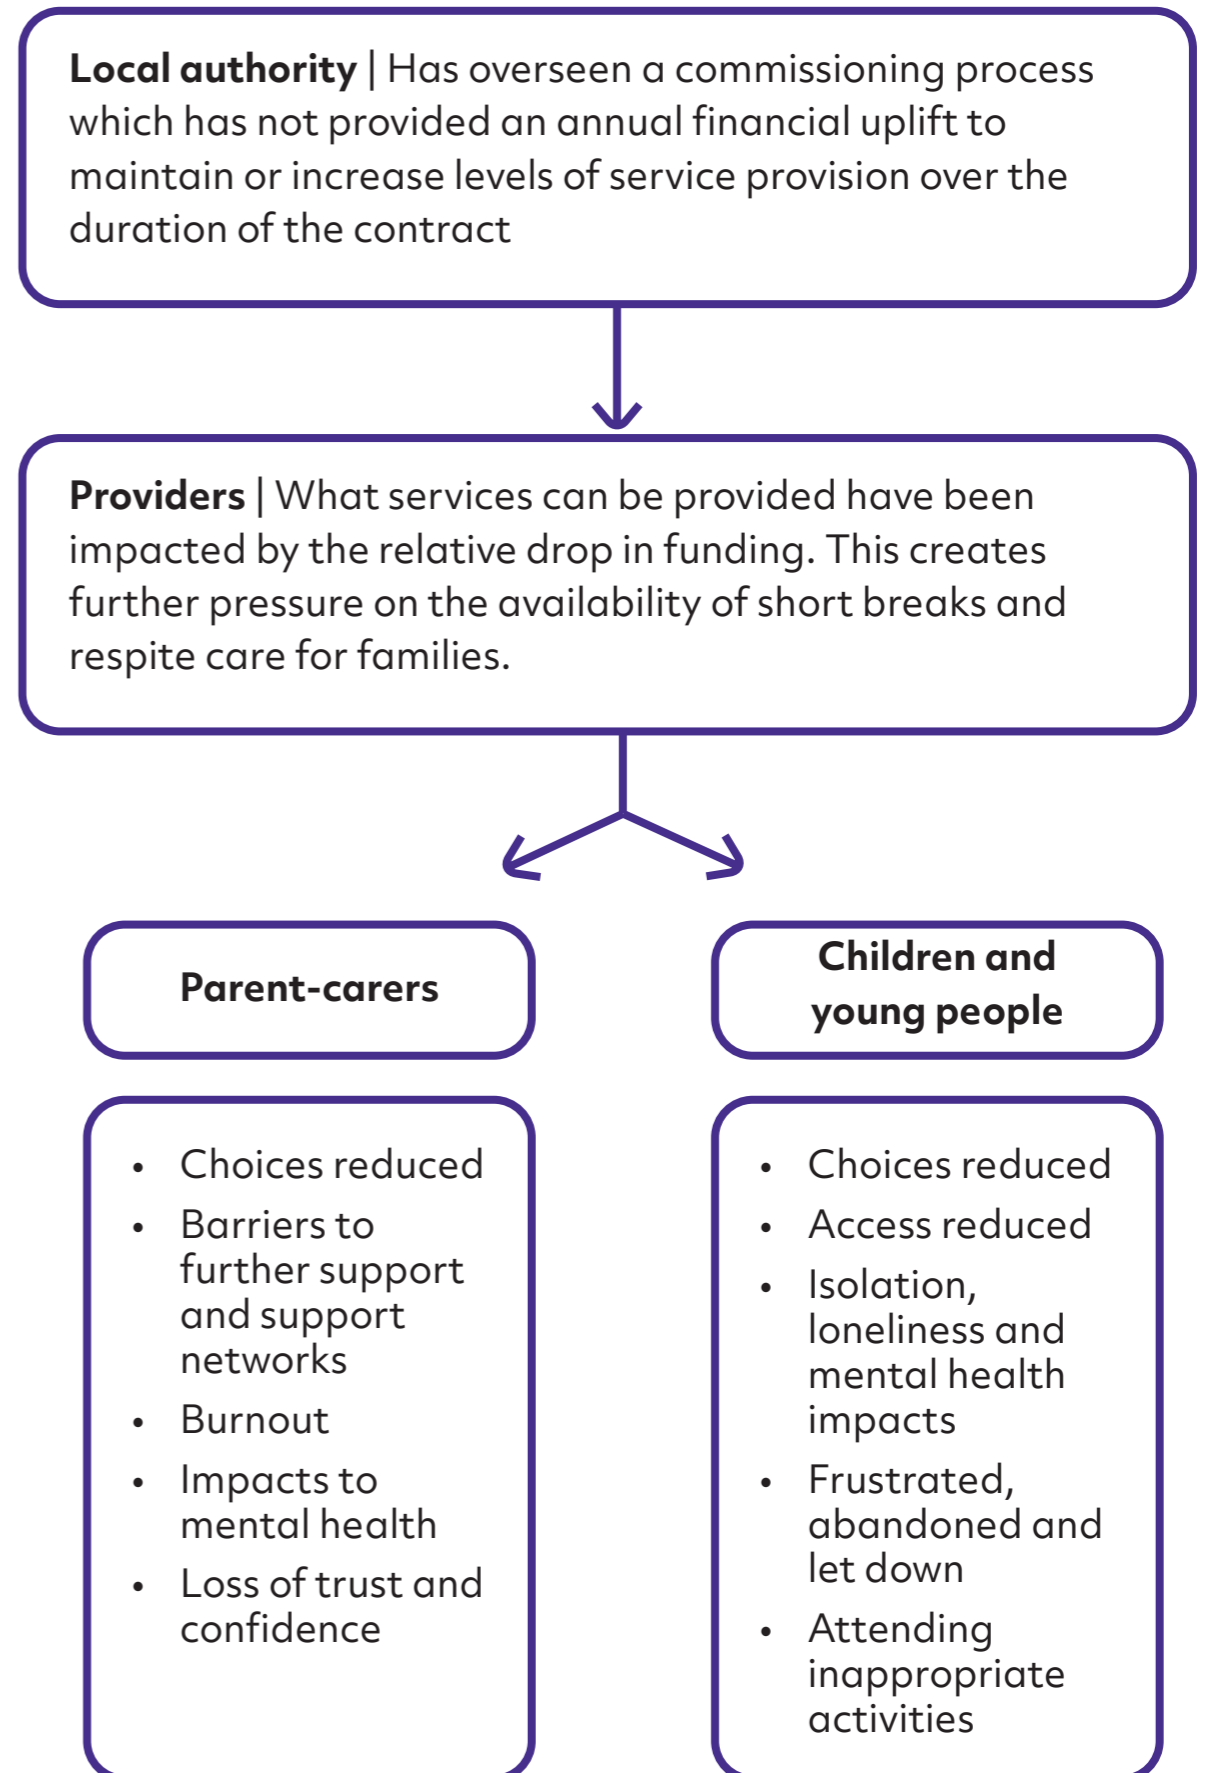 Local authority | Has overseen a commissioning process
which has not provided an annual financial uplift to
maintain or increase levels of service provision over the
duration of the contract
Providers | What services can be provided have been
impacted by the relative drop in funding. This creates
further pressure on the availability of short breaks and
respite care for families.
Parent-carers
• Choices reduced
• Barriers to
further support
and support
networks
• Burnout
• Impacts to
mental health
• Loss of trust and
confidence
Children and
young people
• Choices reduced
• Access reduced
• Isolation,
loneliness and
mental health
impacts
• Frustrated,
abandoned and
let down
• Attending
inappropriate
activities